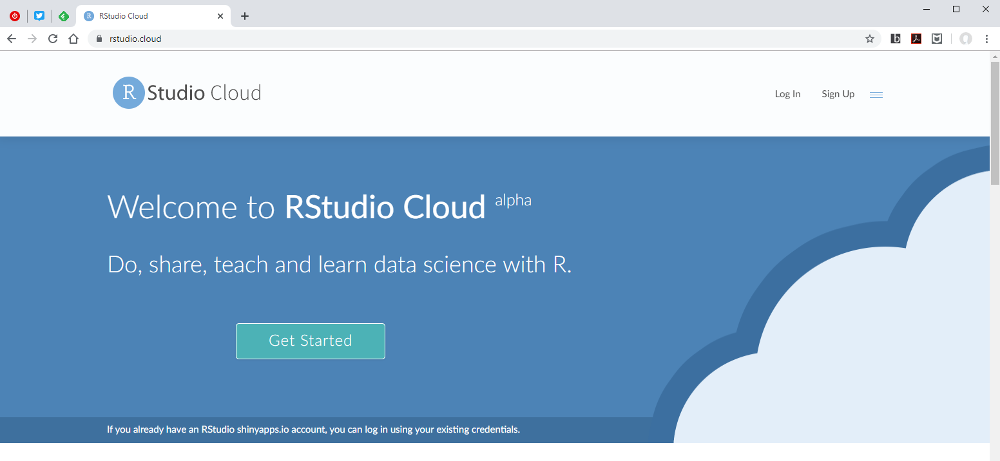 RStudio Cloud
rstudio.cloud
R Studio Cloud
Log In
Sign Up
Welcome to RStudio Cloud alpha
Do, share, teach and learn data science with R.
Get Started
If you already have an RStudio shinyapps.io account, you can log in using your existing credentials.